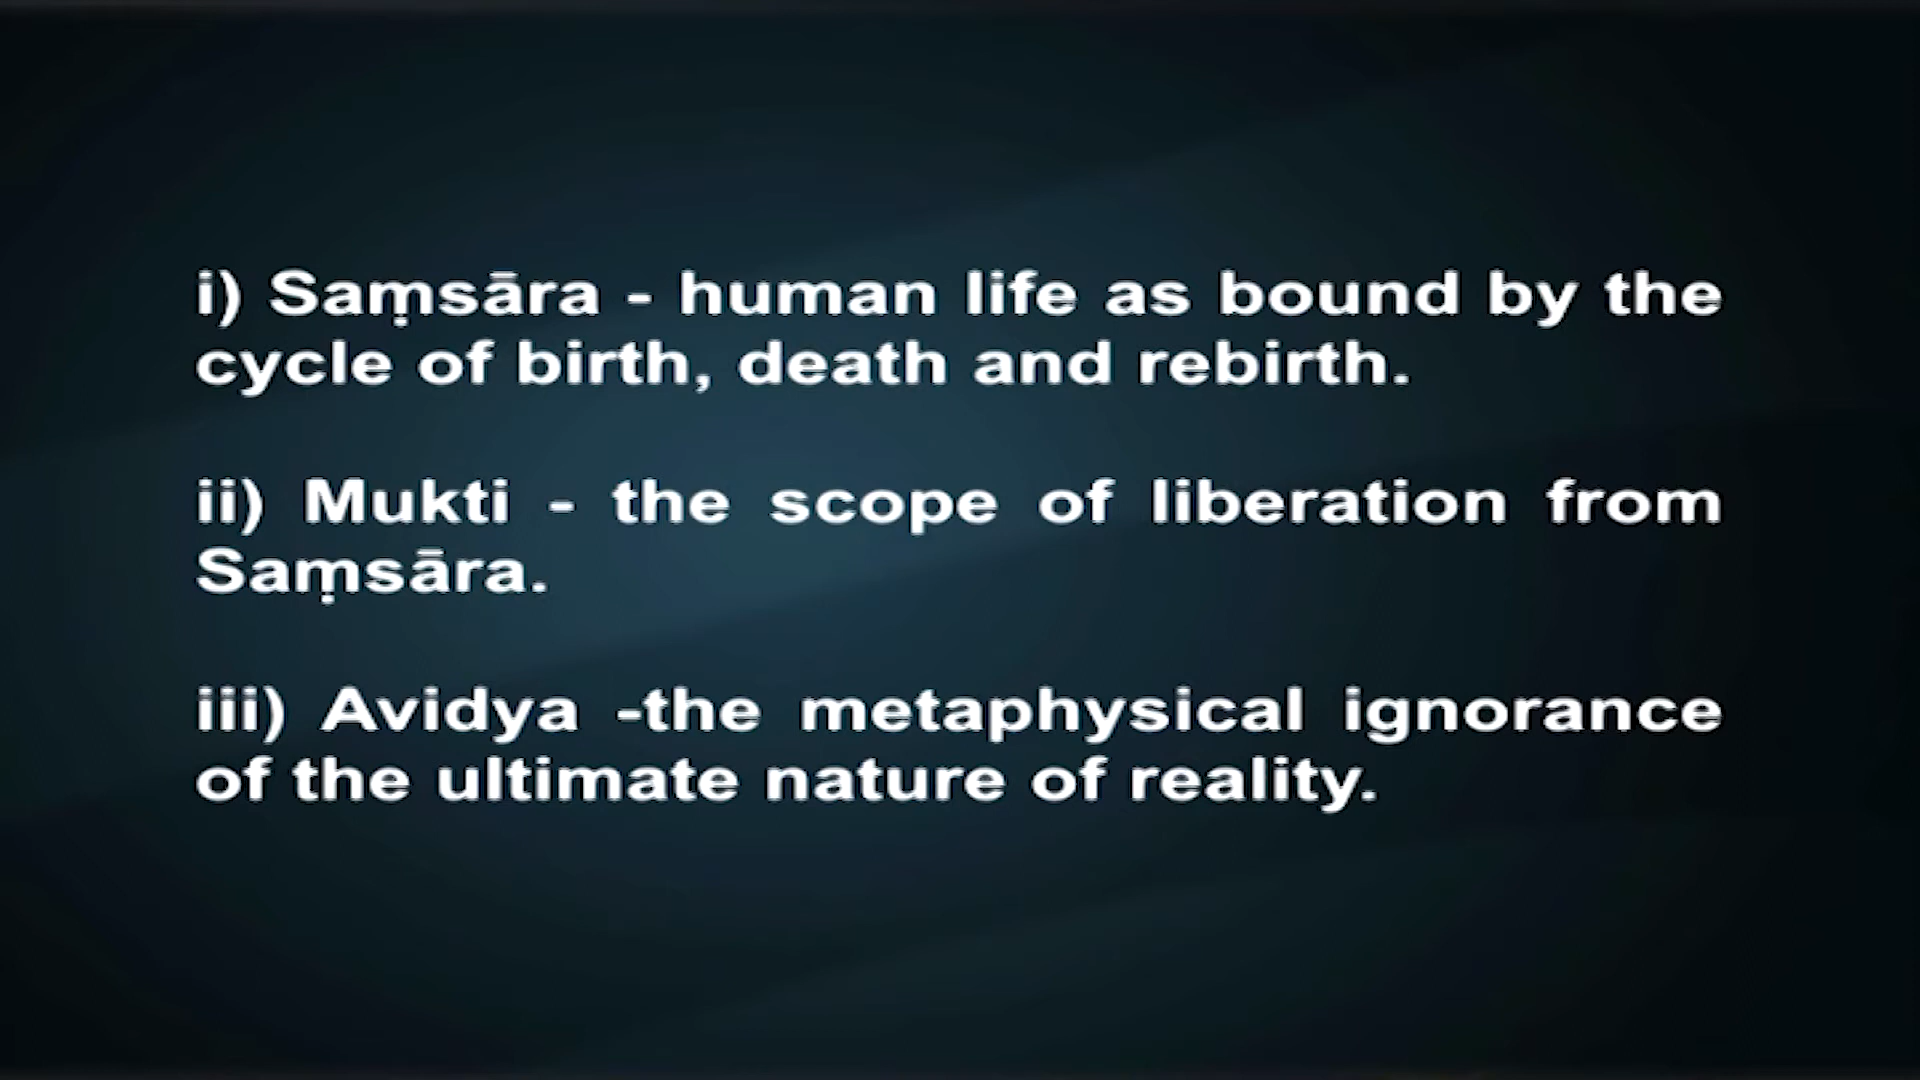 i) Saṃsāra - human life as bound by the
cycle of birth, death and rebirth.
ii) Mukti - the scope of liberation from
Saṃsāra.
iii) Avidya -the metaphysical ignorance
of the ultimate nature of reality.